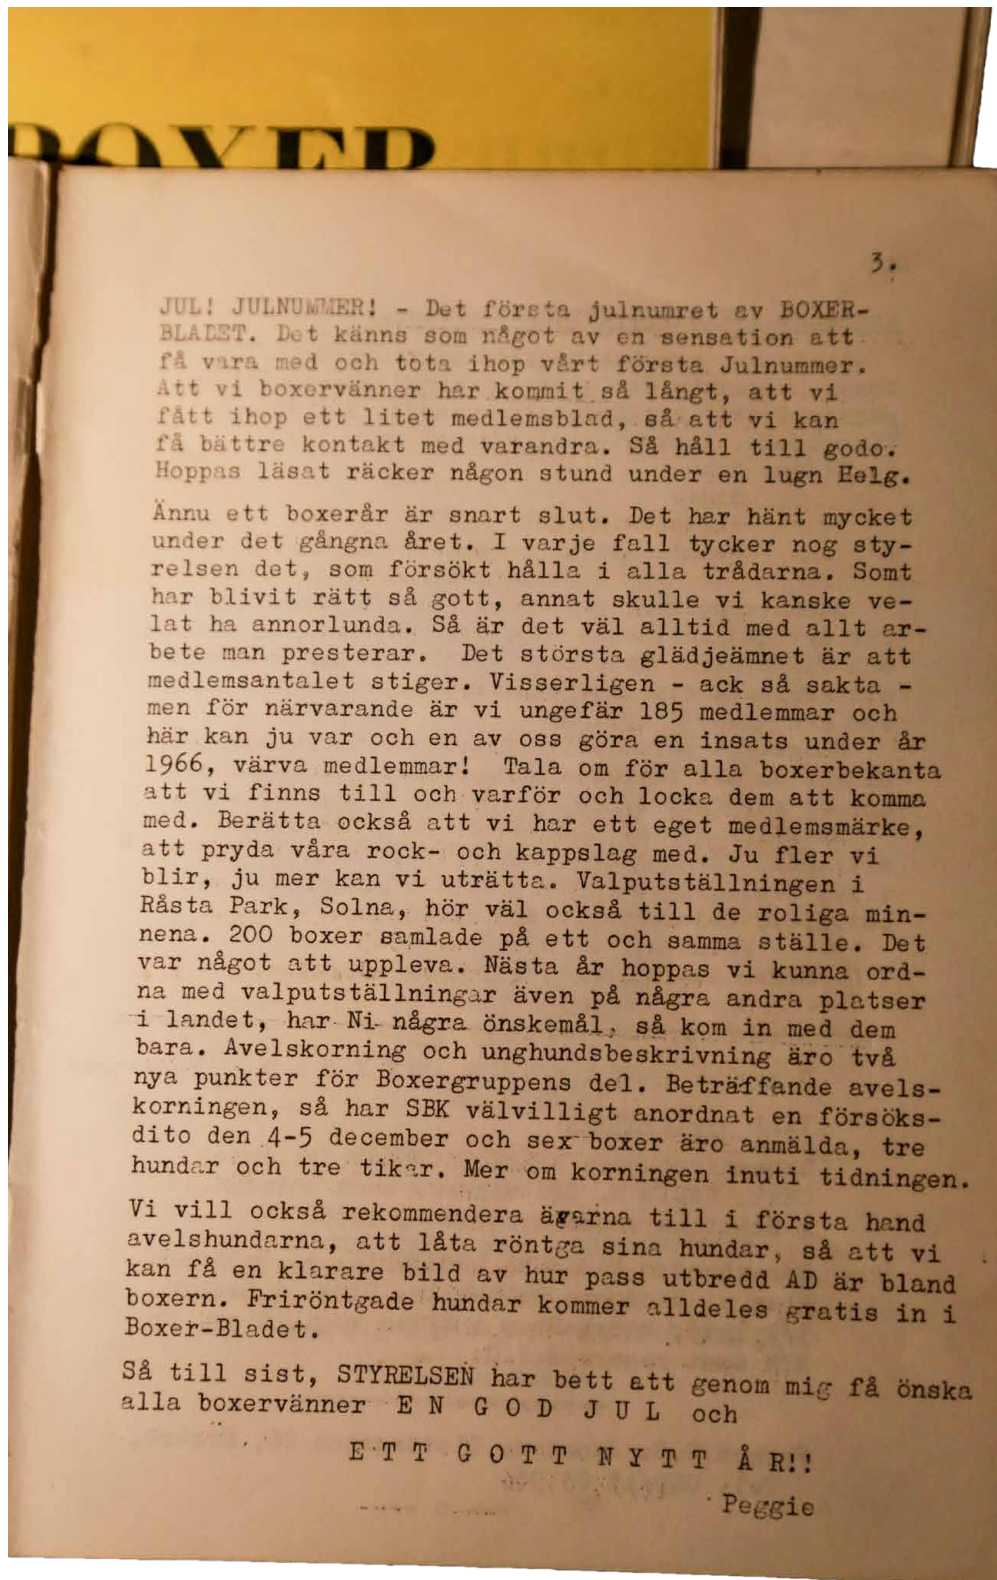 BOXER
3.
JUL! JULNUMMER! - Det första julnumret av BOXER-
BLADET. Det känns som något av en sensation att
få vara med och tota ihop vårt första Julnummer.
Att vi boxervänner har kommit så långt, att vi
fått ihop ett litet medlemsblad, så att vi kan
få bättre kontakt med varandra. Så håll till godo.
Hoppas läsat räcker någon stund under en lugn Eelg.
Ännu ett boxerår är snart slut. Det har hänt mycket
under det gångna året. I varje fall tycker nog sty-
relsen det, som försökt hålla i alla trådarna. Somt
har blivit rätt så gott, annat skulle vi kanske ve-
lat ha annorlunda. Så är det väl alltid med allt ar-
bete man presterar. Det största glädjeämnet är att
medlemsantalet stiger. Visserligen - ack så sakta -
men för närvarande är vi ungefär 185 medlemmar och
här kan ju var och en av oss göra en insats under år
1966, värva medlemmar! Tala om för alla boxerbekanta
att vi finns till och varför och locka dem att komma
med. Berätta också att vi har ett eget medlemsmärke,
att pryda våra rock- och kappslag med. Ju fler vi
blir, ju mer kan vi uträtta. Valputställningen i
Råsta Park, Solna, hör väl också till de roliga min-
nena. 200 boxer samlade på ett och samma ställe. Det
var något att uppleva. Nästa år hoppas vi kunna ord-
na med valputställningar även på några andra platser
i landet, har Ni några önskemål, så kom in med dem
bara. Avelskorning och unghundsbeskrivning äro två
nya punkter för Boxergruppens del. Beträffande avels-
korningen, så har SBK välvilligt anordnat en försöks-
dito den 4-5 december och sex boxer äro anmälda, tre
hundar och tre tikar. Mer om korningen inuti tidningen.
Vi vill också rekommendera ägarna till i första hand
avelshundarna, att låta röntga sina hundar, så att vi
kan få en klarare bild av hur pass utbredd AD är bland
boxern. Friröntgade hundar kommer alldeles gratis in i
Boxer-Bladet.
Så till sist, STYRELSEN har bett att genom mig få önska
alla boxervänner E N G O D J U L och
E T T G O T T N Y T T Å R!!
Peggie